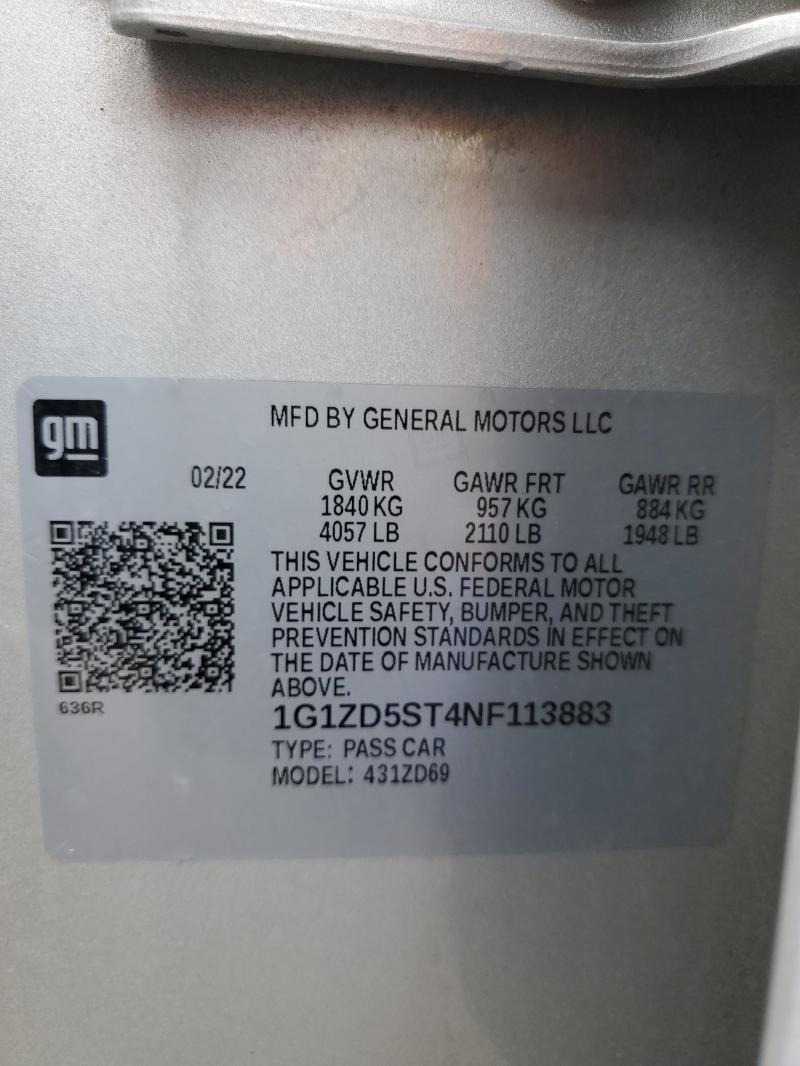 gm
MFD BY GENERAL MOTORS LLC
02/22 GVWR GAWR FRT GAWR RR
1840 KG 957 KG 884 KG
4057 LB 2110 LB 1948 LB
THIS VEHICLE CONFORMS TO ALL
APPLICABLE U.S. FEDERAL MOTOR
VEHICLE SAFETY, BUMPER, AND THEFT
PREVENTION STANDARDS IN EFFECT ON
THE DATE OF MANUFACTURE SHOWN
ABOVE.
636R
1G1ZD5ST4NF113883
TYPE: PASS CAR
MODEL: 431ZD69